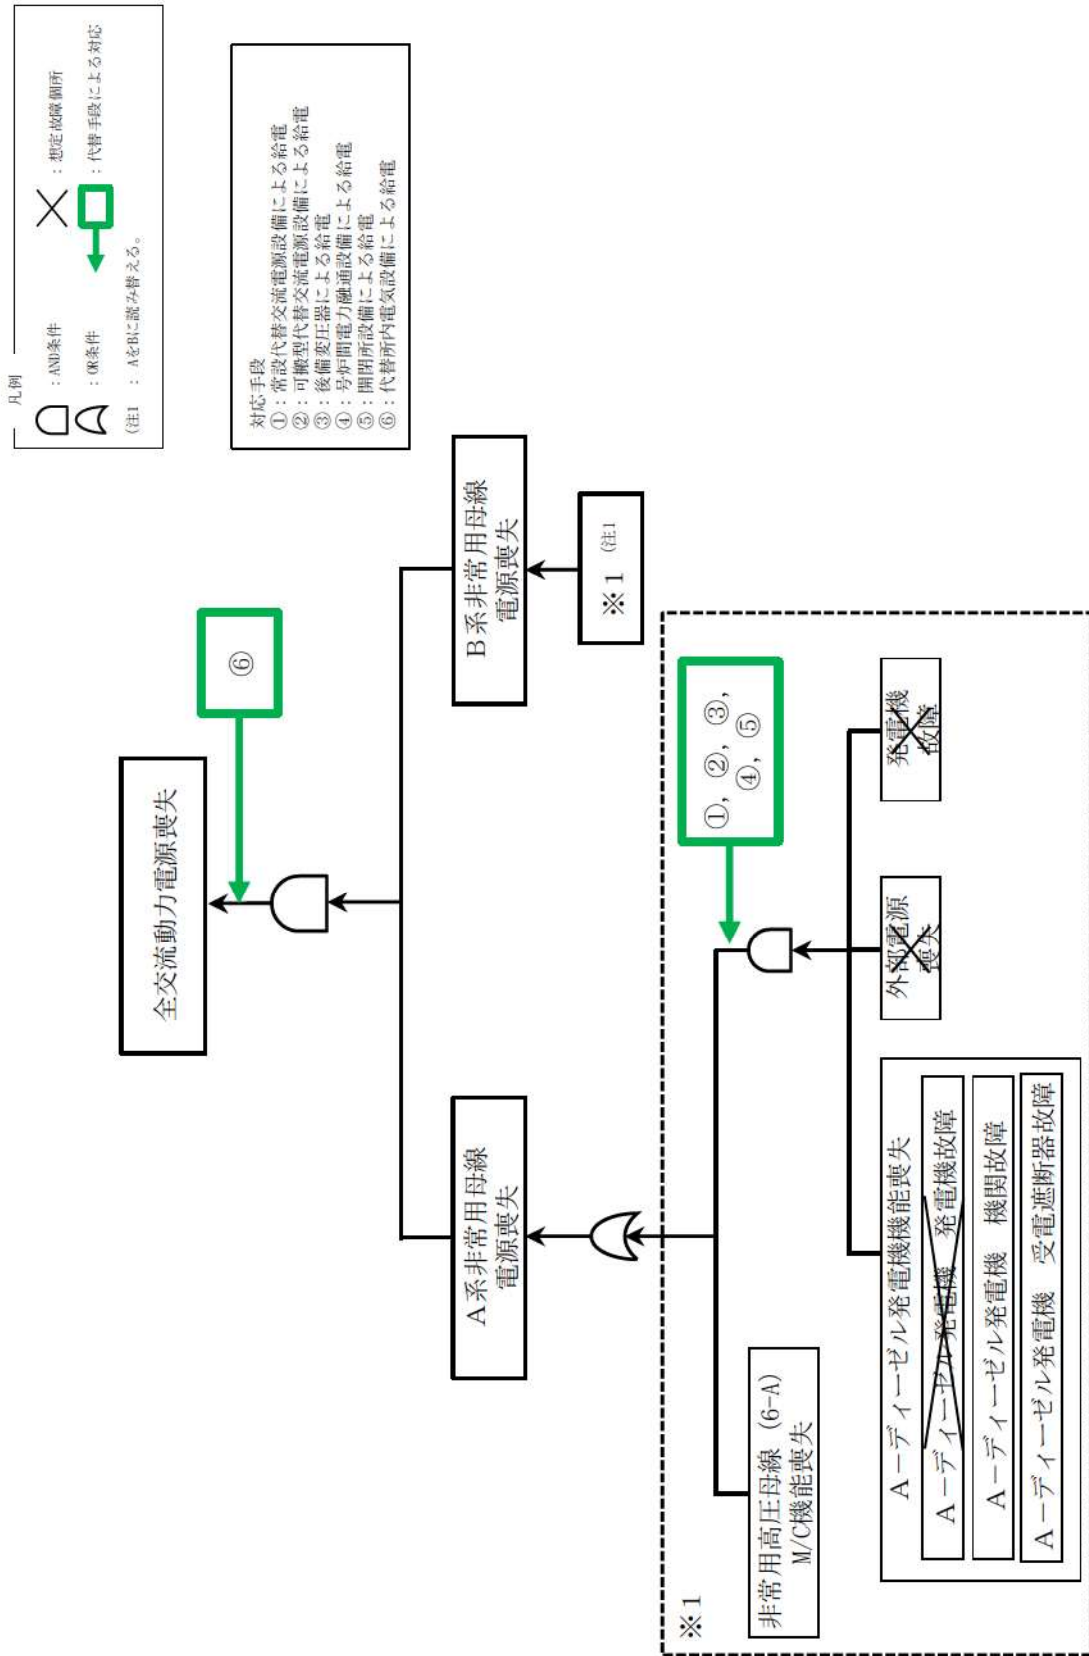 凡例
：AND条件
：想定故障個所
：OR条件
：代替手段による対応
(注1　：AをBに読み替える。
対応手段
①：常設代替交流電源設備による給電
②：可搬型代替交流電源設備による給電
③：後備変圧器による給電
④：号炉間電力融通設備による給電
⑤：開閉所設備による給電
⑥：代替所内電気設備による給電
全交流動力電源喪失
⑥
A系非常用母線
電源喪失
B系非常用母線
電源喪失
※1 (注1
※1
①，②，③，
④，⑤
非常用高圧母線（6-A）
M/C機能喪失
A－ディーゼル発電機機能喪失
A－ディーゼル発電機　発電機故障
A－ディーゼル発電機　機関故障
A－ディーゼル発電機　受電遮断器故障
外部電源
喪失
発電機
故障